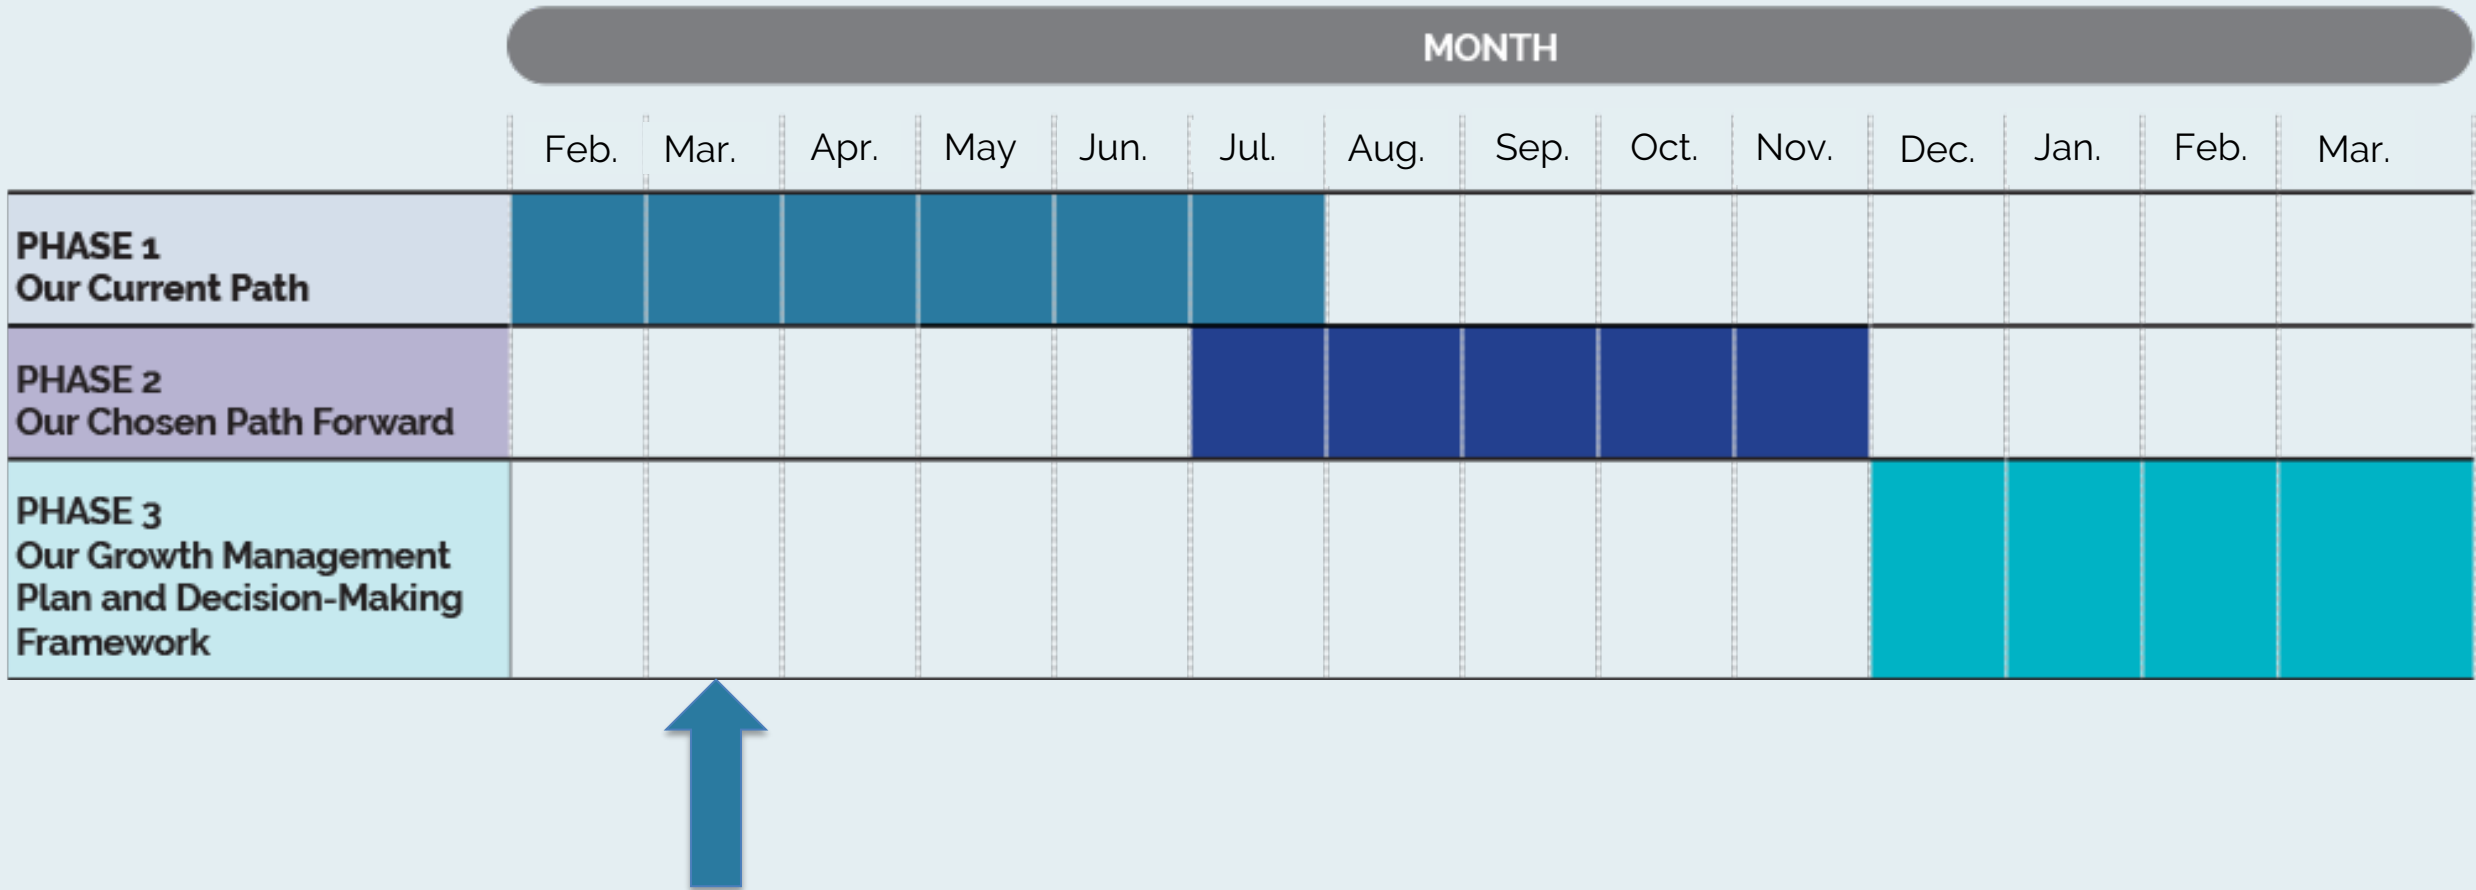 MONTH
Feb. Mar. Apr. May Jun. Jul. Aug. Sep. Oct. Nov. Dec. Jan. Feb. Mar.
PHASE 1
Our Current Path
PHASE 2
Our Chosen Path Forward
PHASE 3
Our Growth Management
Plan and Decision-Making
Framework